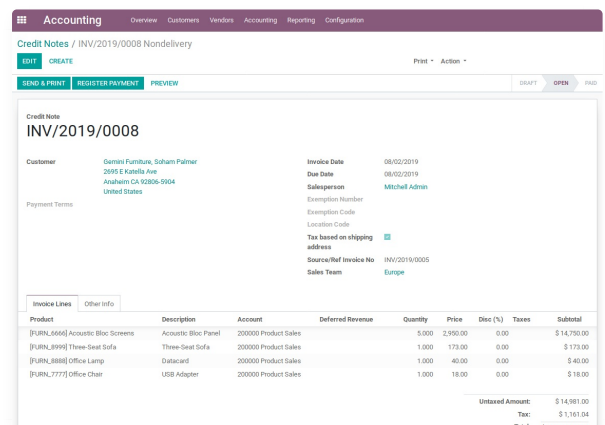 Accounting Overview Customers Vendors Accounting Reporting Configuration
Credit Notes / INV/2019/0008 Nondelivery
EDIT CREATE Print Action
SEND & PRINT REGISTER PAYMENT PREVIEW DRAFT OPEN PAID
Credit Note
INV/2019/0008
Customer Gemini Furniture, Soham Palmer
2695 E Katella Ave
Anaheim CA 92806-5904
United States
Payment Terms
Invoice Date 08/02/2019
Due Date 08/02/2019
Salesperson Mitchell Admin
Exemption Number
Exemption Code
Location Code
Tax based on shipping
address
Source/Ref Invoice No INV/2019/0005
Sales Team Europe
Invoice Lines Other Info
Product Description Account Deferred Revenue Quantity Price Disc (%) Taxes Subtotal
[FURN_6666] Acoustic Bloc Screens Acoustic Bloc Panel 200000 Product Sales 5.000 2,950.00 0.00 $ 14,750.00
[FURN_8999] Three-Seat Sofa Three-Seat Sofa 200000 Product Sales 1.000 173.00 0.00 $ 173.00
[FURN_8888] Office Lamp Datacard 200000 Product Sales 1.000 40.00 0.00 $ 40.00
[FURN_7777] Office Chair USB Adapter 200000 Product Sales 1.000 18.00 0.00 $ 18.00
Untaxed Amount: $ 14,981.00
Tax: $ 1,161.04